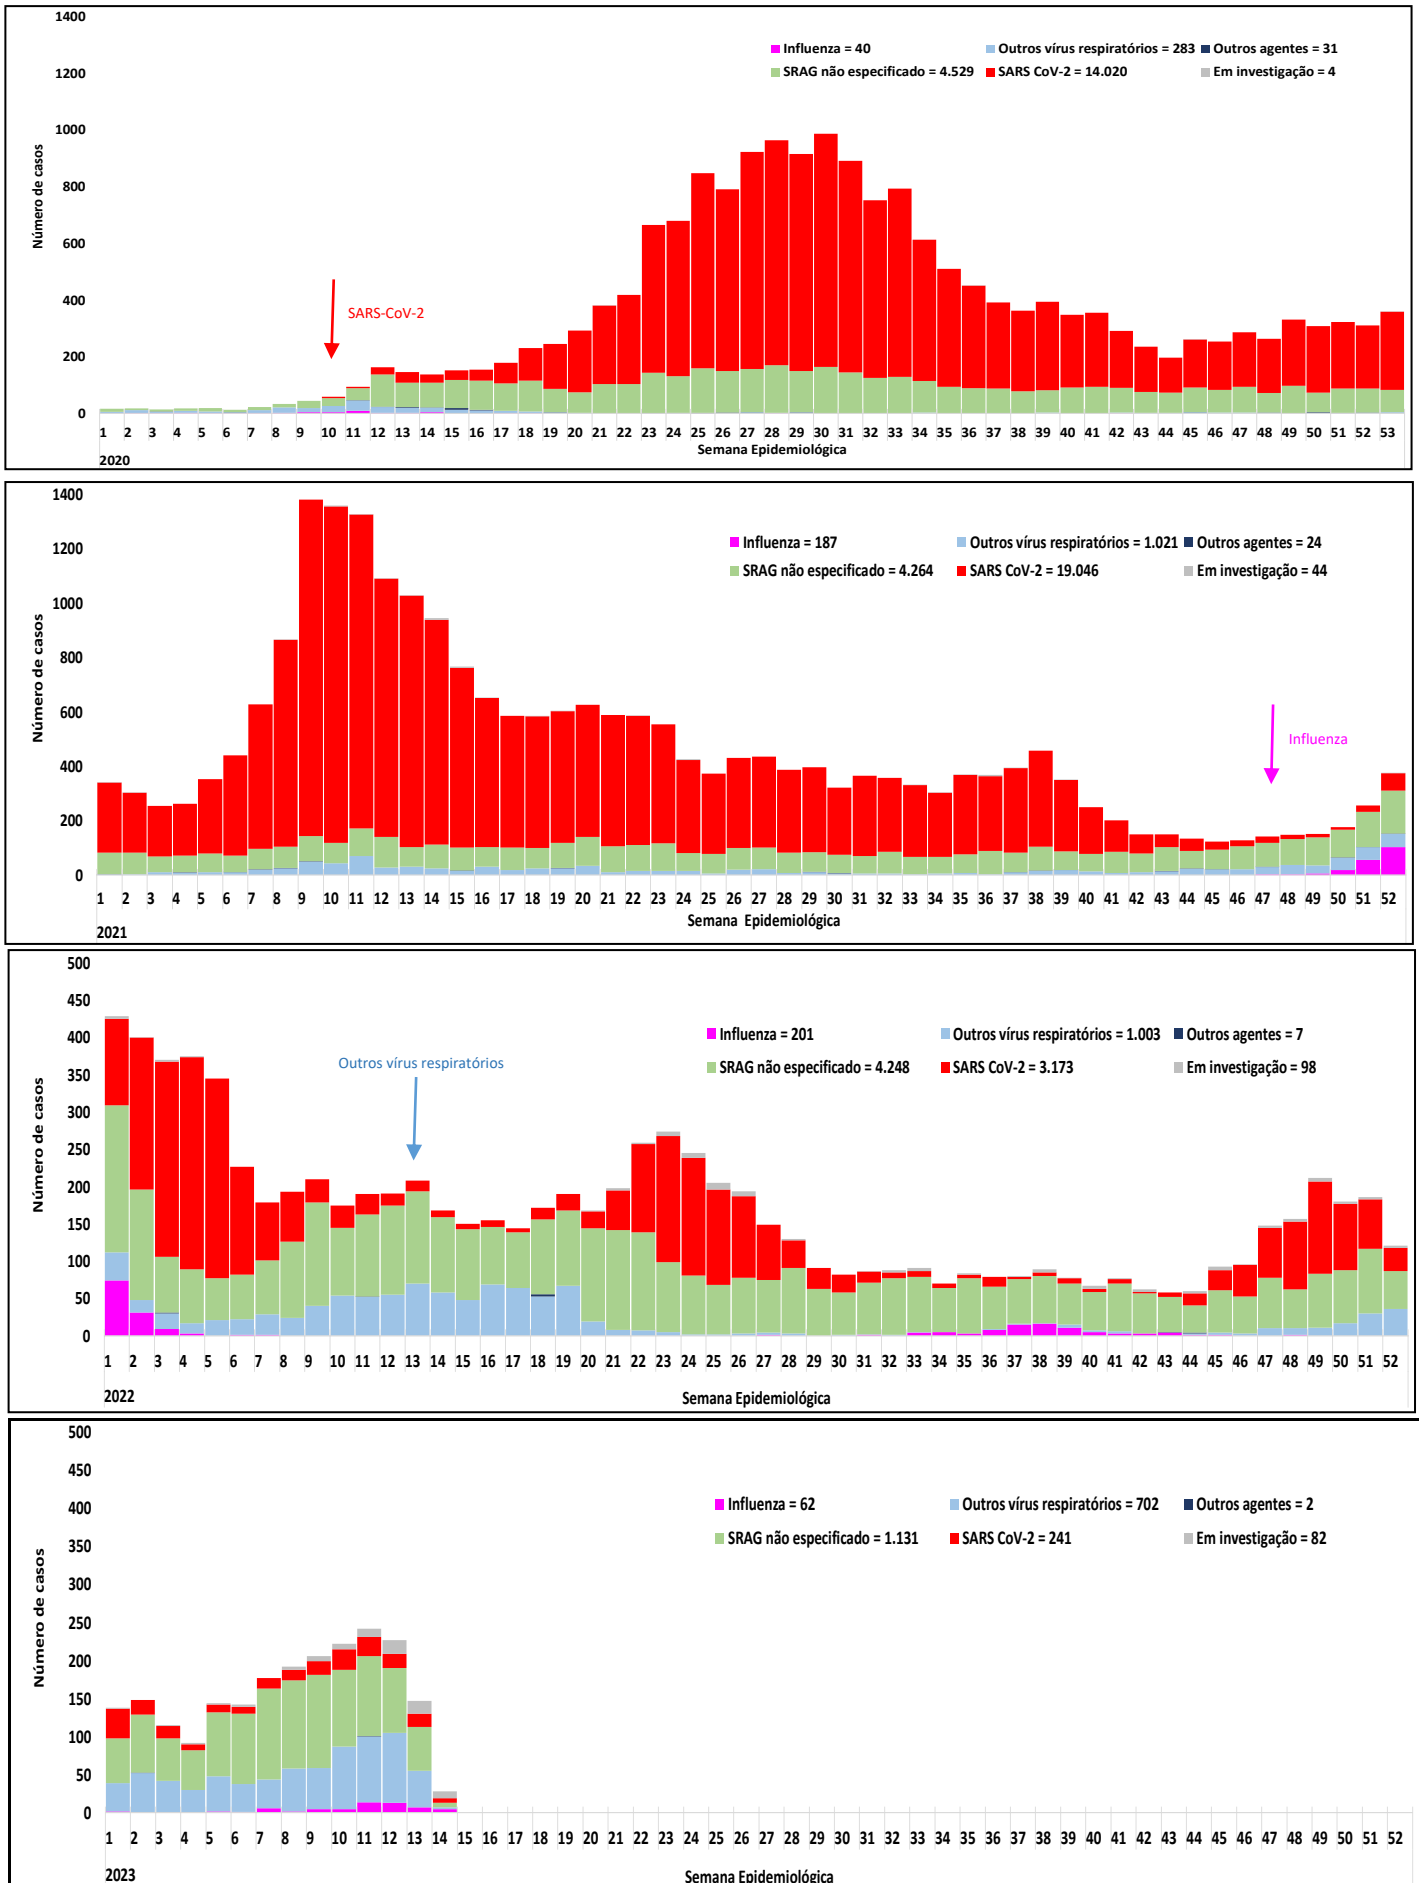 1400
Influenza = 40 Outros vírus respiratórios = 283 Outros agentes = 31
1200
SRAG não especificado = 4.529 SARS CoV-2 = 14.020 Em investigação = 4
1000
800
600
400
200
0
Número de casos
SARS-CoV-2
1 2 3 4 5 6 7 8 9 10 11 12 13 14 15 16 17 18 19 20 21 22 23 24 25 26 27 28 29 30 31 32 33 34 35 36 37 38 39 40 41 42 43 44 45 46 47 48 49 50 51 52 53
Semana Epidemiológica
2020
1400
1200
Influenza = 187 Outros vírus respiratórios = 1.021 Outros agentes = 24
SRAG não especificado = 4.264 SARS CoV-2 = 19.046 Em investigação = 44
1000
800
600
400
200
0
Número de casos
Influenza
1 2 3 4 5 6 7 8 9 10 11 12 13 14 15 16 17 18 19 20 21 22 23 24 25 26 27 28 29 30 31 32 33 34 35 36 37 38 39 40 41 42 43 44 45 46 47 48 49 50 51 52
Semana Epidemiológica
2021
500
450
400
Influenza = 201 Outros vírus respiratórios = 1.003 Outros agentes = 7
SRAG não especificado = 4.248 SARS CoV-2 = 3.173 Em investigação = 98
350
300
250
200
150
100
50
0
Número de casos
Outros vírus respiratórios
1 2 3 4 5 6 7 8 9 10 11 12 13 14 15 16 17 18 19 20 21 22 23 24 25 26 27 28 29 30 31 32 33 34 35 36 37 38 39 40 41 42 43 44 45 46 47 48 49 50 51 52
2022
Semana Epidemiológica
500
450
400
Influenza = 62 Outros vírus respiratórios = 702 Outros agentes = 2
SRAG não especificado = 1.131 SARS CoV-2 = 241 Em investigação = 82
350
300
250
200
150
100
50
0
Número de casos
1 2 3 4 5 6 7 8 9 10 11 12 13 14 15 16 17 18 19 20 21 22 23 24 25 26 27 28 29 30 31 32 33 34 35 36 37 38 39 40 41 42 43 44 45 46 47 48 49 50 51 52
2023
Semana Epidemiológica